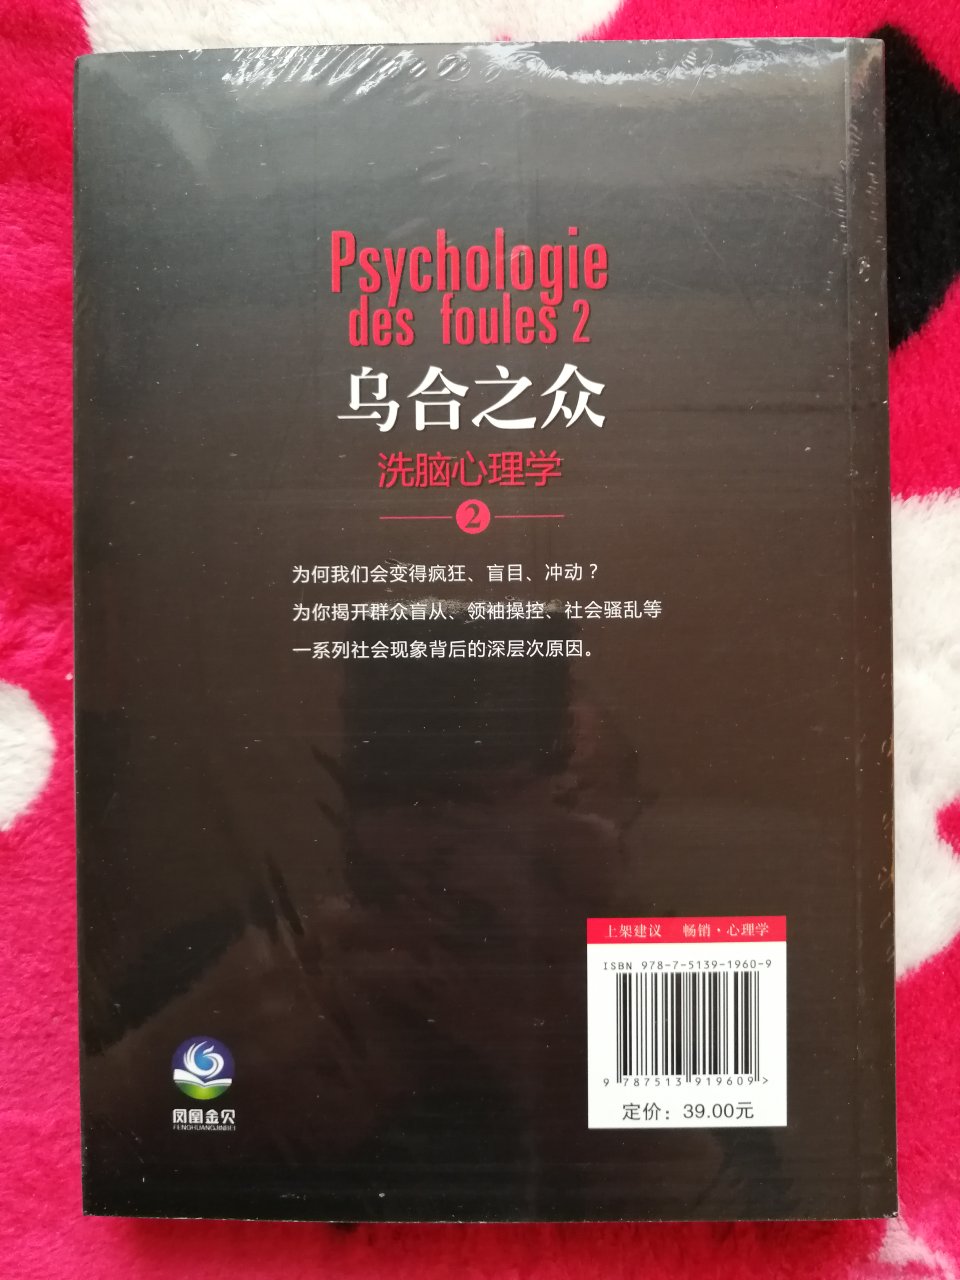 Psychologie
des foules 2
乌合之众
洗脑心理学
2
为何我们会变得疯狂、盲目、冲动？
为你揭开群众盲从、领袖操控、社会骚乱等
一系列社会现象背后的深层次原因。
上架建议 畅销·心理学
ISBN 978-7-5139-1960-9
9 787513 919609 >
定价：39.00元
凤凰金贝
FENGHUANGJINBEI